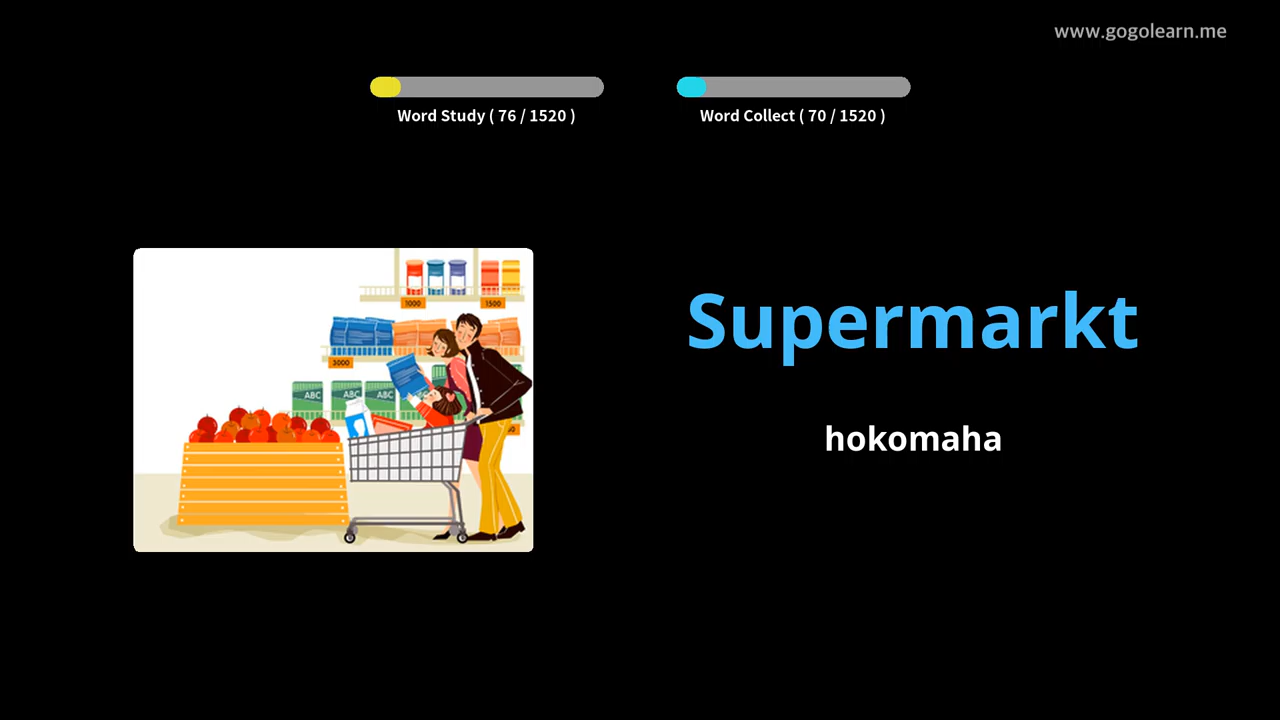 www.gogolearn.me
Word Study ( 76 / 1520 )
Word Collect ( 70 / 1520 )
1000
1500
3000
ABC
ABC
ABC
Supermarkt
hokomaha